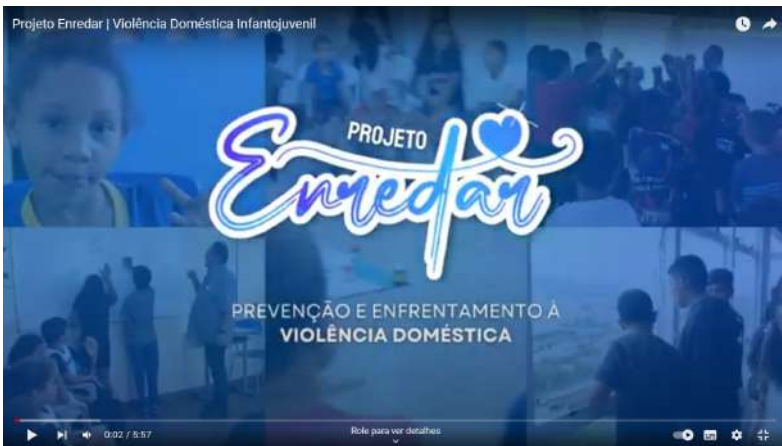 Projeto Enredar | Violência Doméstica Infantojuvenil
PROJETO
Enredar
PREVENÇÃO E ENFRENTAMENTO À
VIOLÊNCIA DOMÉSTICA
0:02 / 5:57
Role para ver detalhes